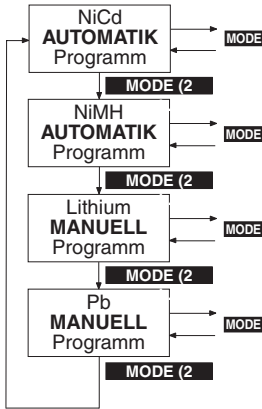 NiCd
AUTOMATIK
Programm
MODE
MODE (2
NiMH
AUTOMATIK
Programm
MODE
MODE (2
Lithium
MANUELL
Programm
MODE
MODE (2
Pb
MANUELL
Programm
MODE
MODE (2